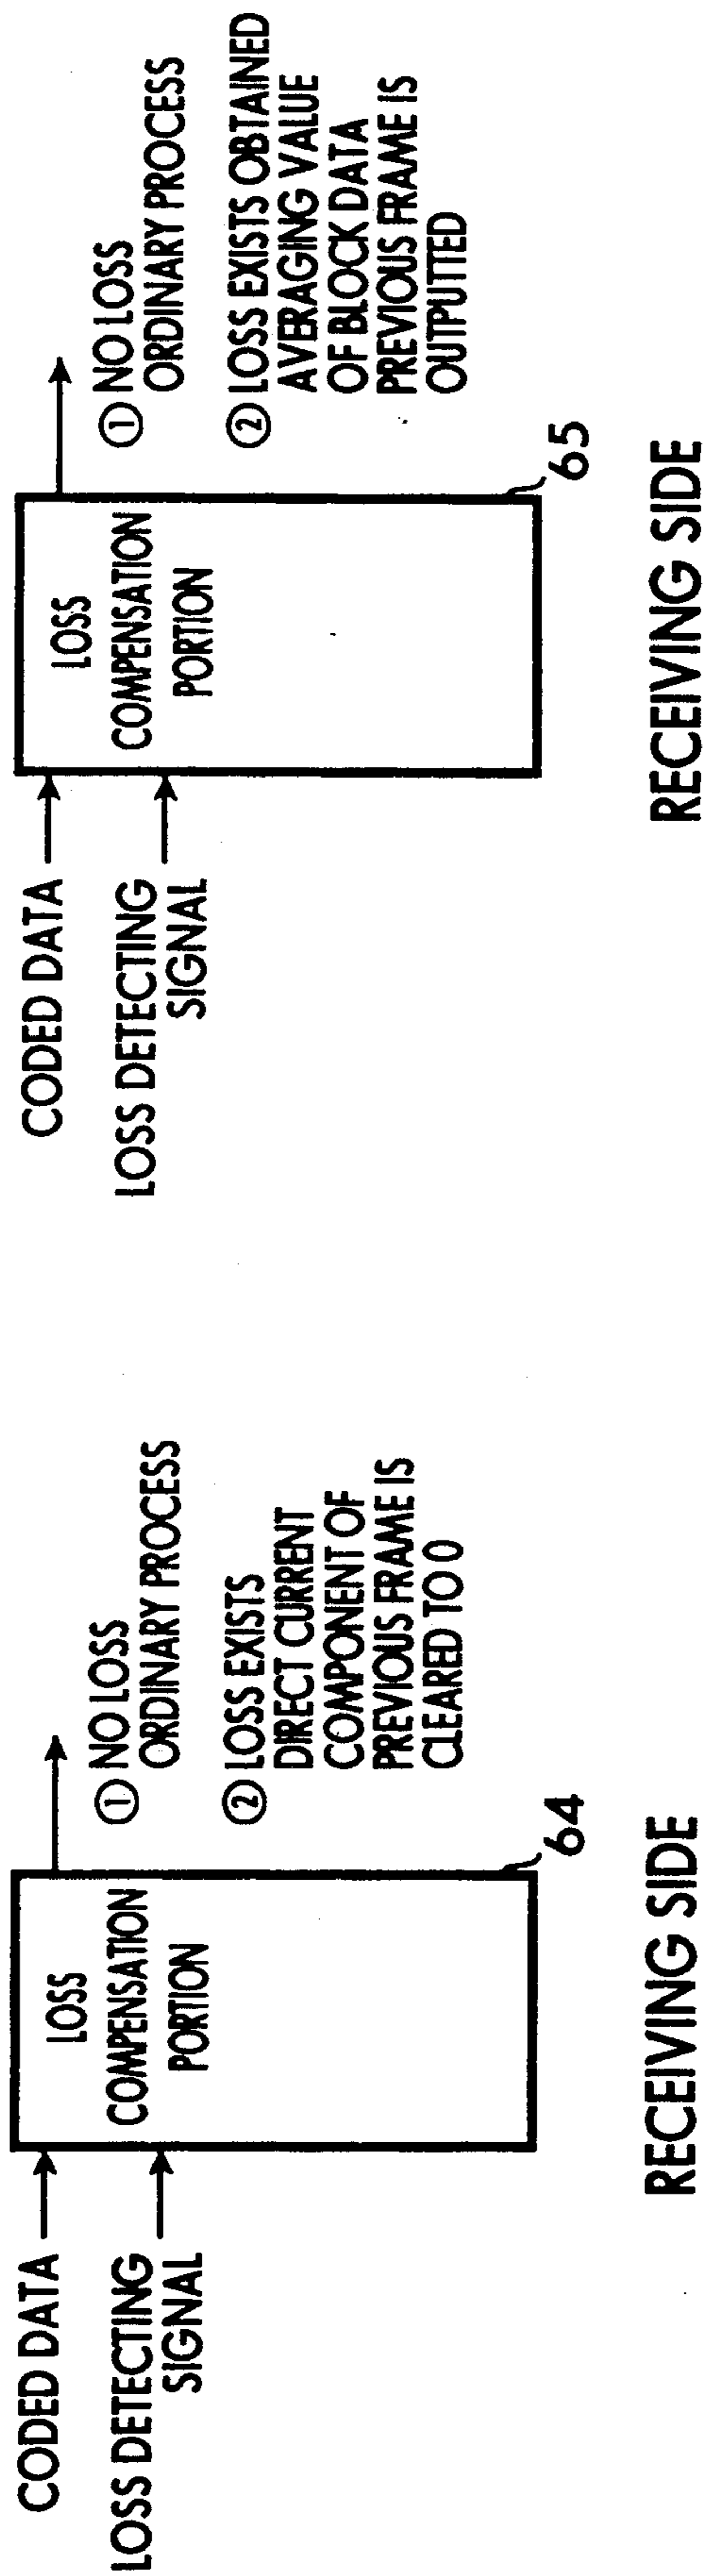 CODED DATA
LOSS DETECTING
SIGNAL
LOSS
COMPENSATION
PORTION
64
① NO LOSS
ORDINARY PROCESS
② LOSS EXISTS
DIRECT CURRENT
COMPONENT OF
PREVIOUS FRAME IS
CLEARED TO 0
RECEIVING SIDE
CODED DATA
LOSS DETECTING
SIGNAL
LOSS
COMPENSATION
PORTION
65
① NO LOSS
ORDINARY PROCESS
② LOSS EXISTS OBTAINED
AVERAGING VALUE
OF BLOCK DATA
PREVIOUS FRAME IS
OUTPUTTED
RECEIVING SIDE